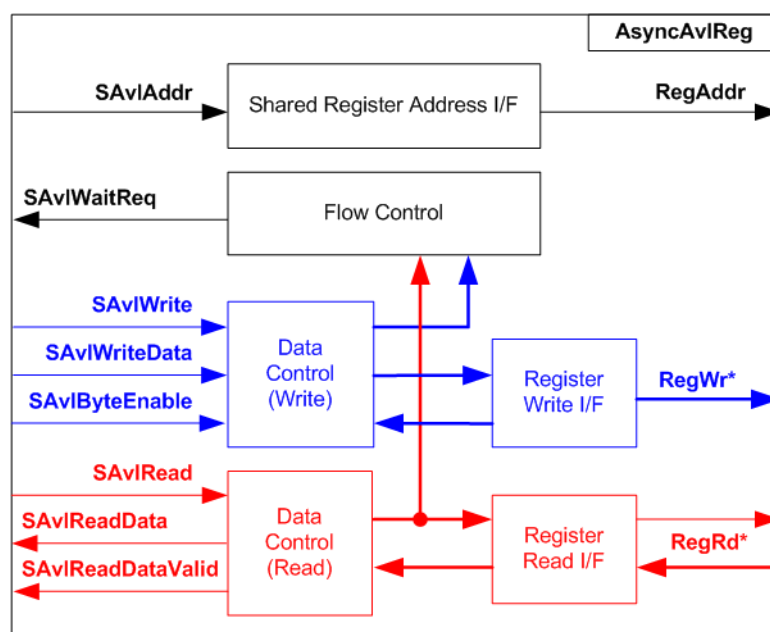 AsyncAvlReg
SAvlAddr
Shared Register Address I/F
RegAddr
SAvlWaitReq
Flow Control
SAvlWrite
SAvlWriteData
SAvlByteEnable
Data
Control
(Write)
Register
Write I/F
RegWr*
SAvlRead
SAvlReadData
SAvlReadDataValid
Data
Control
(Read)
Register
Read I/F
RegRd*